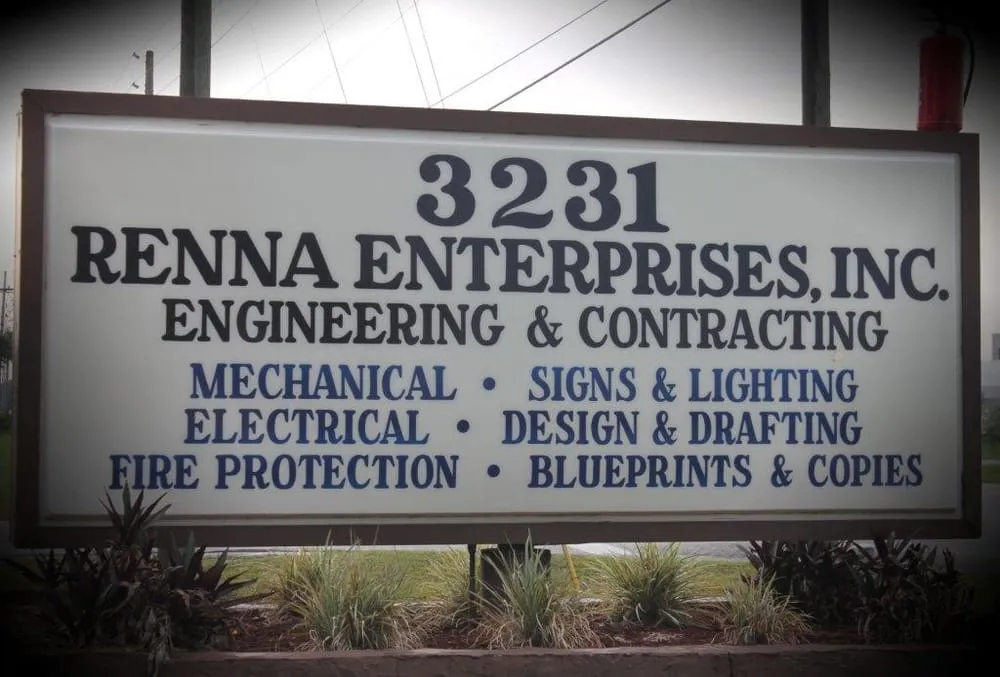 3231
RENNA ENTERPRISES, INC.
ENGINEERING & CONTRACTING
MECHANICAL • SIGNS & LIGHTING
ELECTRICAL • DESIGN & DRAFTING
FIRE PROTECTION • BLUEPRINTS & COPIES